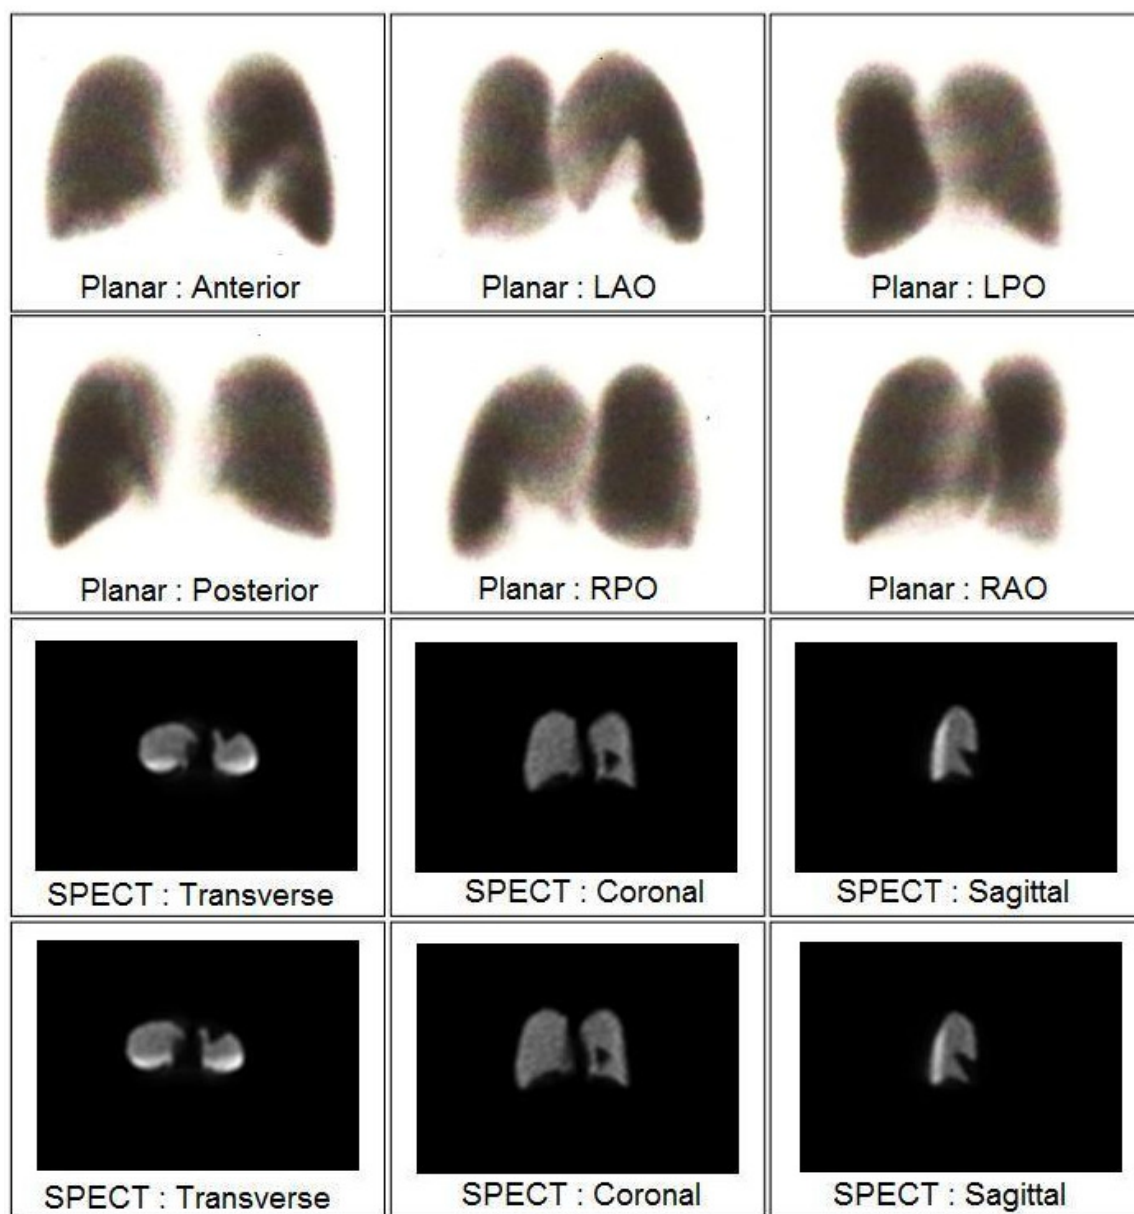 Planar : Anterior
Planar : LAO
Planar : LPO
Planar : Posterior
Planar : RPO
Planar : RAO
SPECT : Transverse
SPECT : Coronal
SPECT : Sagittal
SPECT : Transverse
SPECT : Coronal
SPECT : Sagittal